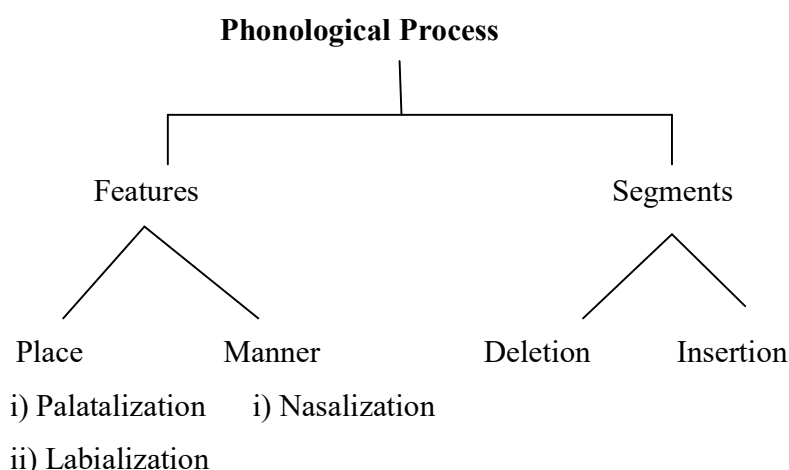 Phonological Process
Features Segments
Place Manner Deletion Insertion
i) Palatalization i) Nasalization
ii) Labialization